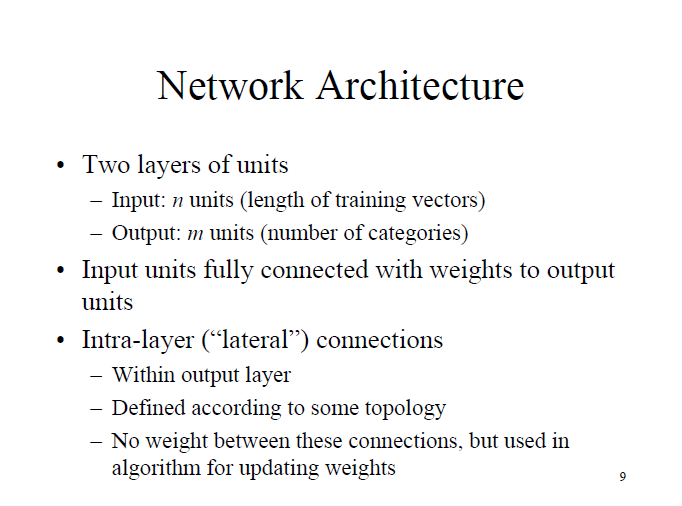 Network Architecture
• Two layers of units
– Input: n units (length of training vectors)
– Output: m units (number of categories)
• Input units fully connected with weights to output
units
• Intra-layer (“lateral”) connections
– Within output layer
– Defined according to some topology
– No weight between these connections, but used in
algorithm for updating weights
9